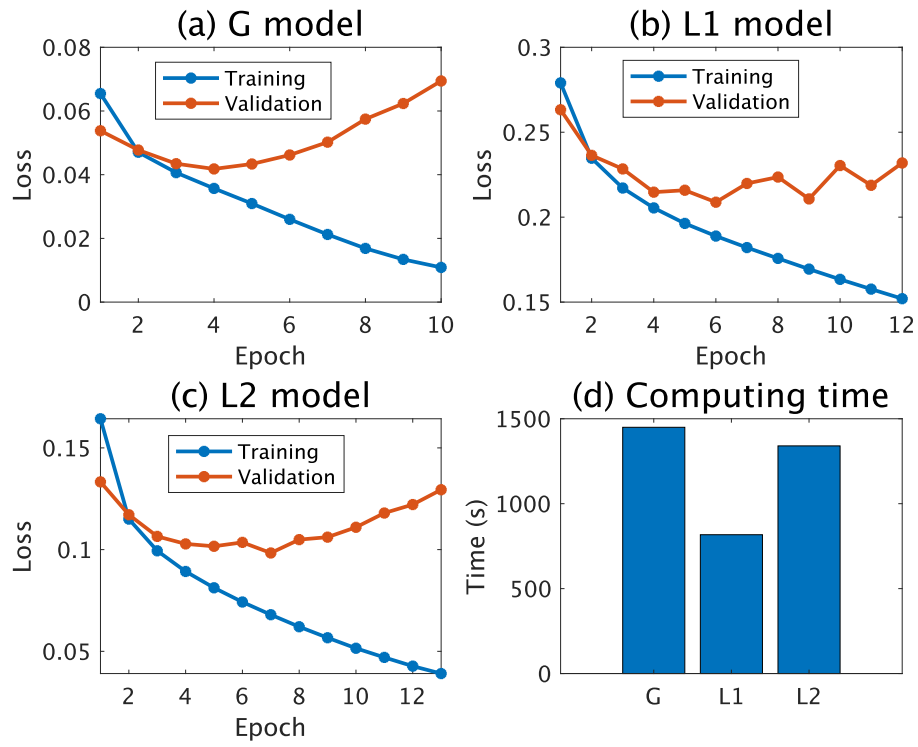 (a) G model
0.08
0.06
0.04
0.02
0
Loss
Training
Validation
2
4
6
8
10
Epoch
(b) L1 model
0.3
0.25
0.2
0.15
Loss
Training
Validation
2
4
6
8
10
12
Epoch
(c) L2 model
0.15
0.1
0.05
Loss
Training
Validation
2
4
6
8
10
12
Epoch
(d) Computing time
1500
1000
500
0
Time (s)
G
L1
L2